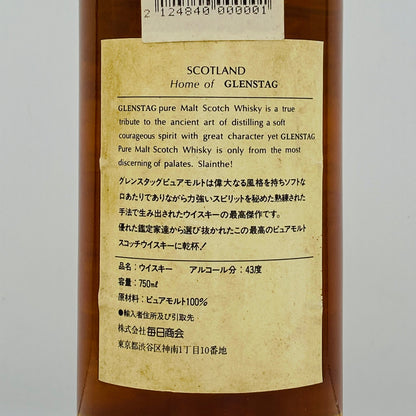 2 124840 000001
SCOTLAND
Home of GLENSTAG
GLENSTAG pure Malt Scotch Whisky is a true
tribute to the ancient art of distilling a soft
courageous spirit with great character yet GLENSTAG
Pure Malt Scotch Whisky is only from the most
discerning of palates. Slainthe!
グレンスタッグピュアモルトは偉大なる風格を持ちソフトな
口あたりでありながら力強いスピリットを秘めた熟練された
手法で生み出されたウイスキーの最高傑作です。
優れた鑑定家達から選び抜かれたこの最高のピュアモルト
スコッチウイスキーに乾杯!
品名:ウイスキー アルコール分:43度
容量:750㎖
原材料:ピュアモルト100%
●輸入者住所及び引取先
株式会社 毎日商会
東京都渋谷区神南1丁目10番地